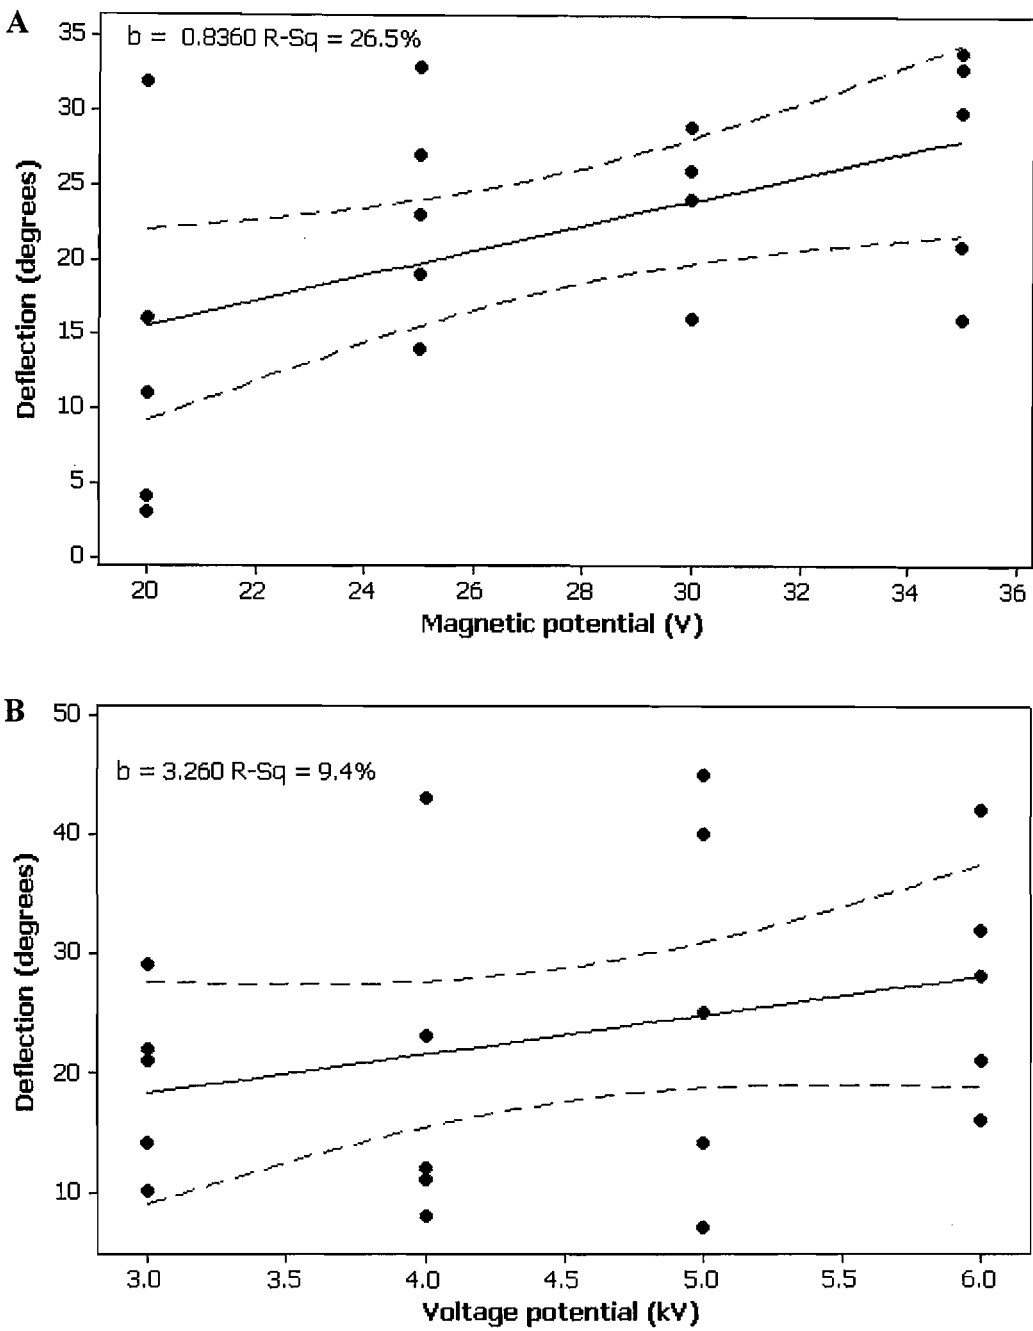 A
b = 0.8360 R-Sq = 26.5%
35
30
25
20
15
10
5
0
Deflection (degrees)
20 22 24 26 28 30 32 34 36
Magnetic potential (V)
B
b = 3.260 R-Sq = 9.4%
50
40
30
20
10
Deflection (degrees)
3.0 3.5 4.0 4.5 5.0 5.5 6.0
Voltage potential (kV)